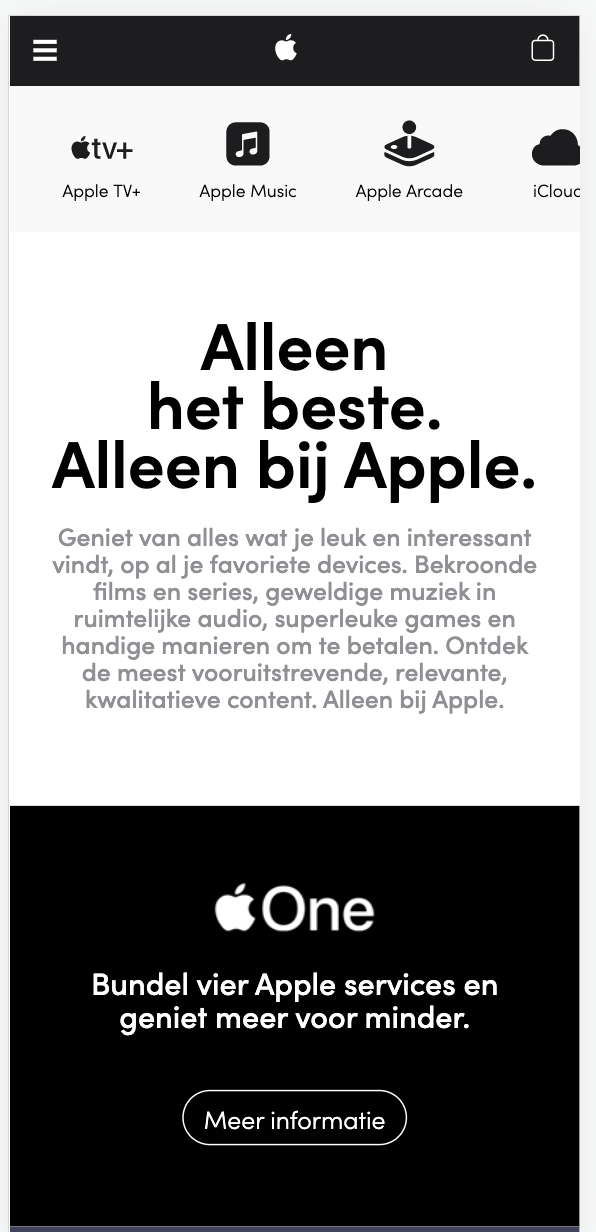 tv+
Apple TV+
Apple Music
Apple Arcade
iCloud
Alleen
het beste.
Alleen bij Apple.
Geniet van alles wat je leuk en interessant
vindt, op al je favoriete devices. Bekroonde
films en series, geweldige muziek in
ruimtelijke audio, superleuke games en
handige manieren om te betalen. Ontdek
de meest vooruitstrevende, relevante,
kwalitatieve content. Alleen bij Apple.
One
Bundel vier Apple services en
geniet meer voor minder.
Meer informatie